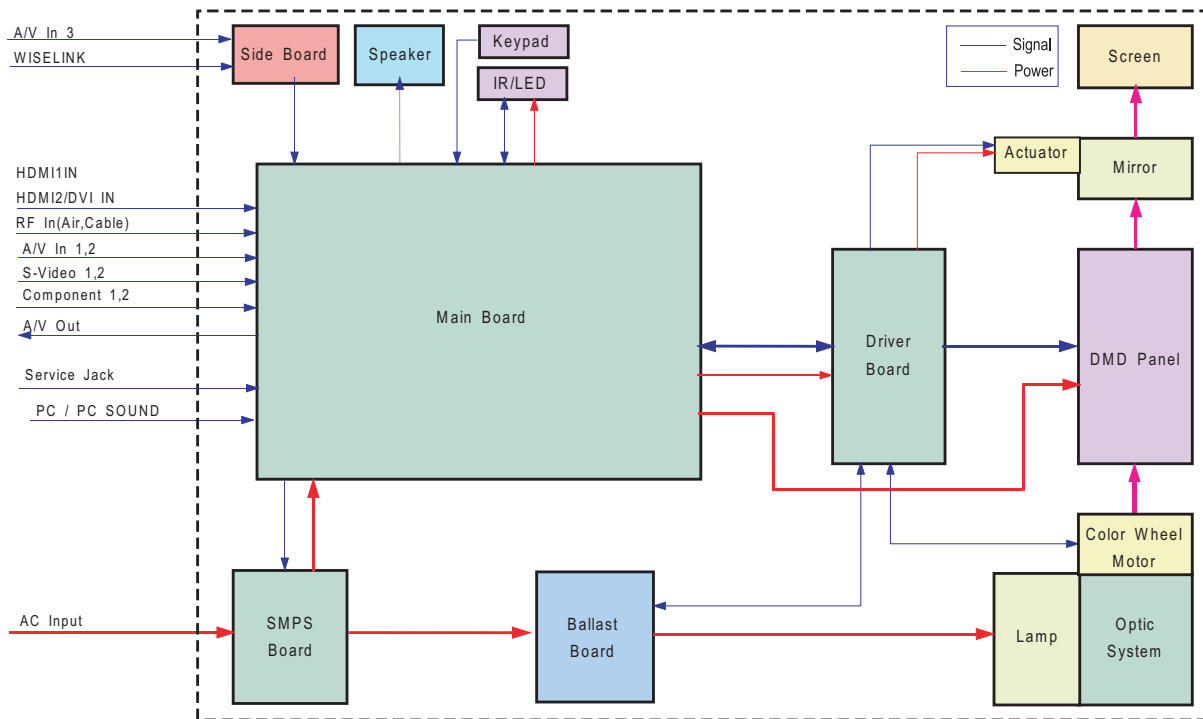 A/V In 3
WISELINK
Side Board
Speaker
Keypad
IR/LED
Signal
Power
Screen
Actuator
Mirror
HDMI1IN
HDMI2/DVI IN
RF In(Air,Cable)
A/V In 1,2
S-Video 1,2
Component 1,2
A/V Out
Service Jack
PC / PC SOUND
Main Board
Driver
Board
DMD Panel
Color Wheel
Motor
AC Input
SMPS
Board
Ballast
Board
Lamp
Optic
System